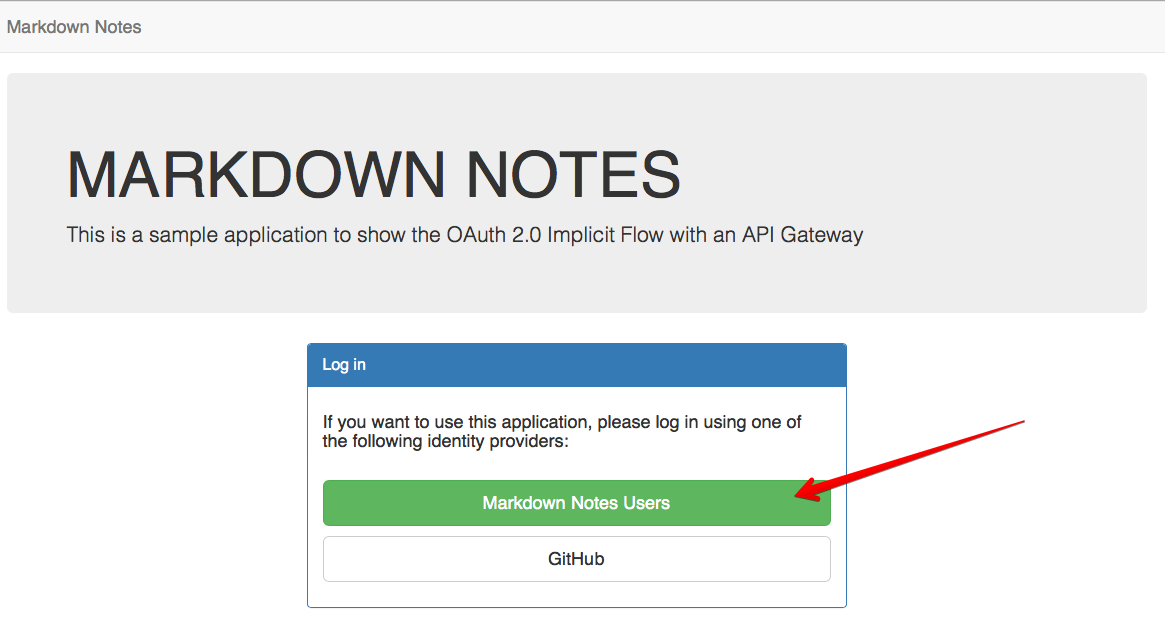 Markdown Notes
MARKDOWN NOTES
This is a sample application to show the OAuth 2.0 Implicit Flow with an API Gateway
Log in
If you want to use this application, please log in using one of
the following identity providers:
Markdown Notes Users
GitHub